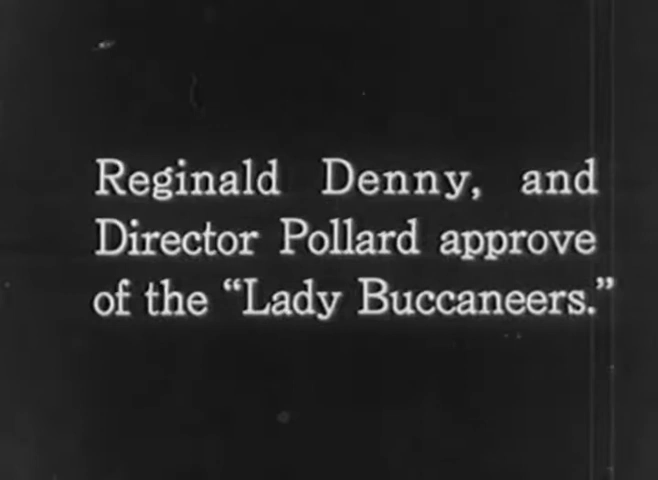 Reginald Denny, and
Director Pollard approve
of the “Lady Buccaneers.”